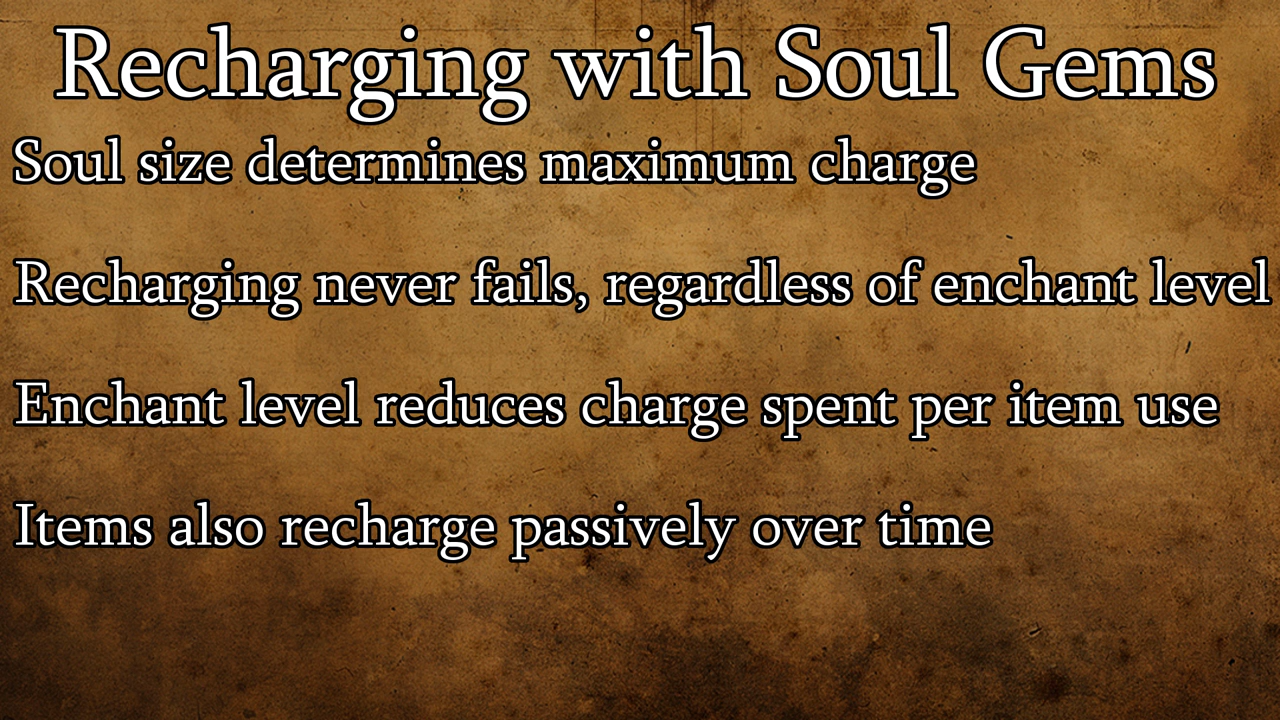 Recharging with Soul Gems
Soul size determines maximum charge
Recharging never fails, regardless of enchant level
Enchant level reduces charge spent per item use
Items also recharge passively over time